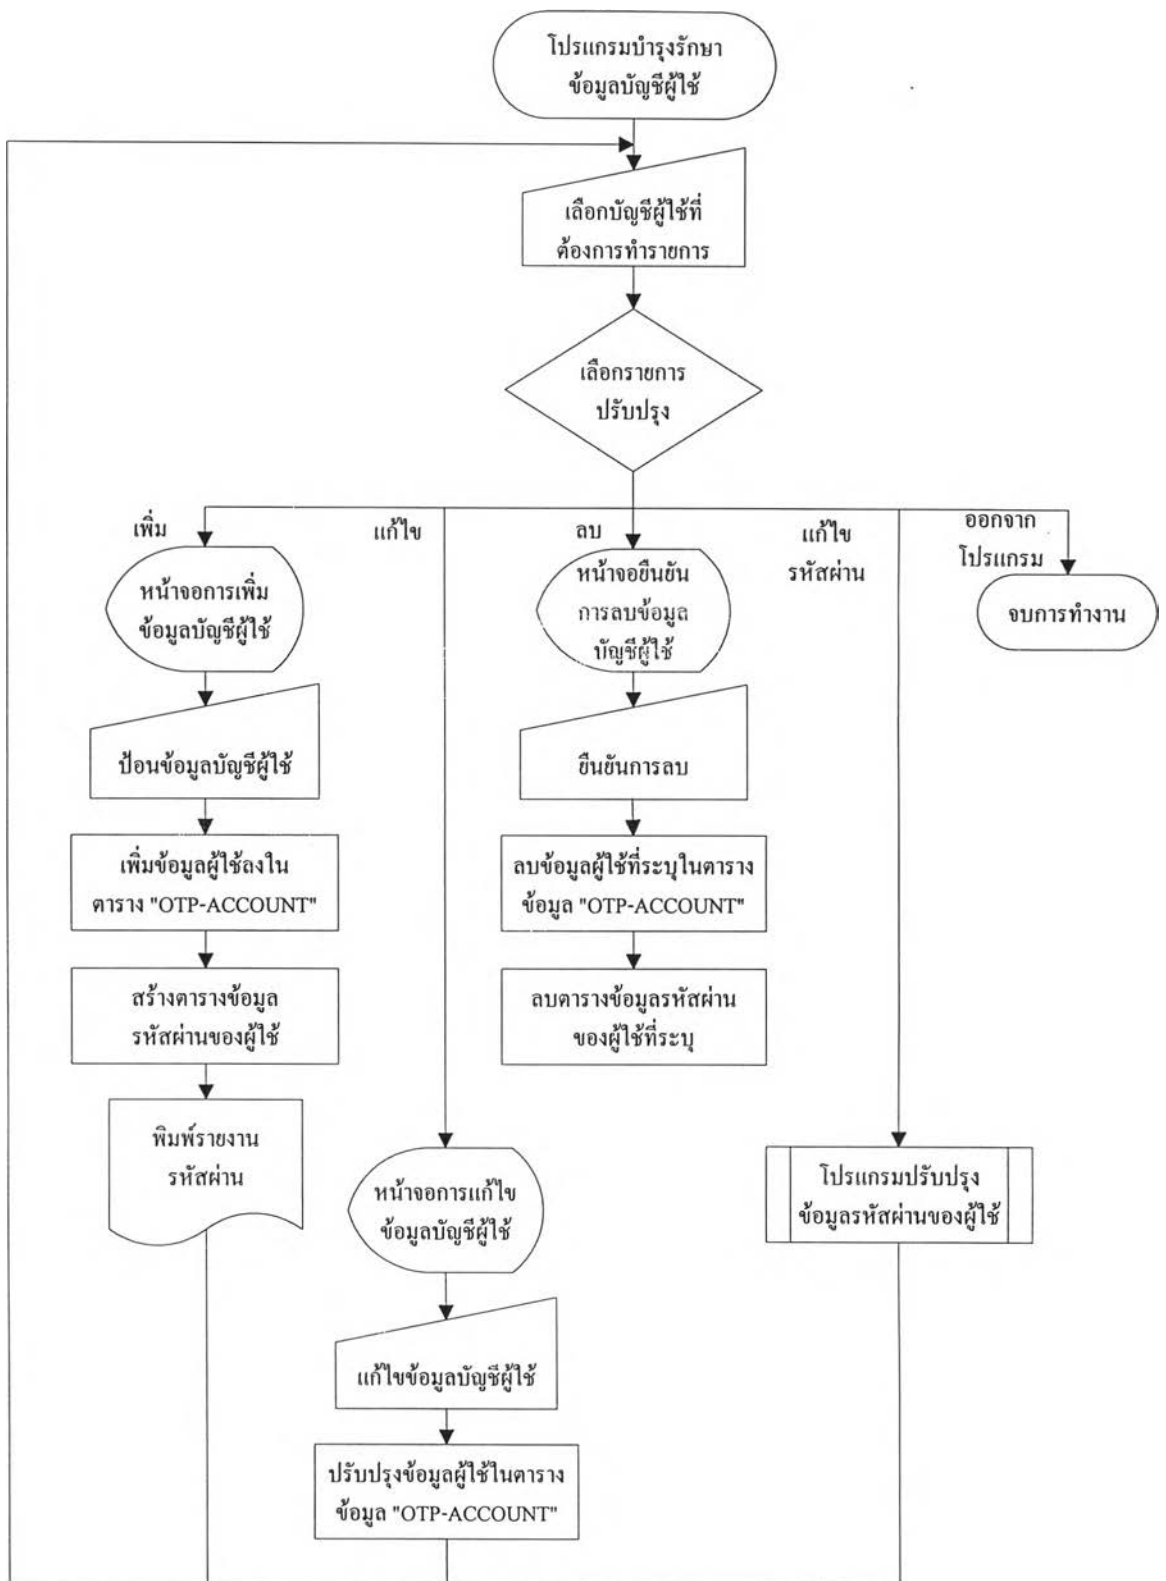 โปรแกรมบำรุงรักษา
ข้อมูลบัญชีผู้ใช้
เลือกบัญชีผู้ใช้ที่
ต้องการทำรายการ
เลือกรายการ
ปรับปรุง
เพิ่ม
แก้ไข
ลบ
แก้ไข
รหัสผ่าน
ออกจาก
โปรแกรม
หน้าจอการเพิ่ม
ข้อมูลบัญชีผู้ใช้
หน้าจอยืนยัน
การลบข้อมูล
บัญชีผู้ใช้
จบการทำงาน
ป้อนข้อมูลบัญชีผู้ใช้
ยืนยันการลบ
เพิ่มข้อมูลผู้ใช้ลงใน
ตาราง "OTP-ACCOUNT"
ลบข้อมูลผู้ใช้ที่ระบุในตาราง
ข้อมูล "OTP-ACCOUNT"
สร้างตารางข้อมูล
รหัสผ่านของผู้ใช้
ลบตารางข้อมูลรหัสผ่าน
ของผู้ใช้ที่ระบุ
พิมพ์รายงาน
รหัสผ่าน
หน้าจอการแก้ไข
ข้อมูลบัญชีผู้ใช้
โปรแกรมปรับปรุง
ข้อมูลรหัสผ่านของผู้ใช้
แก้ไขข้อมูลบัญชีผู้ใช้
ปรับปรุงข้อมูลผู้ใช้ในตาราง
ข้อมูล "OTP-ACCOUNT"